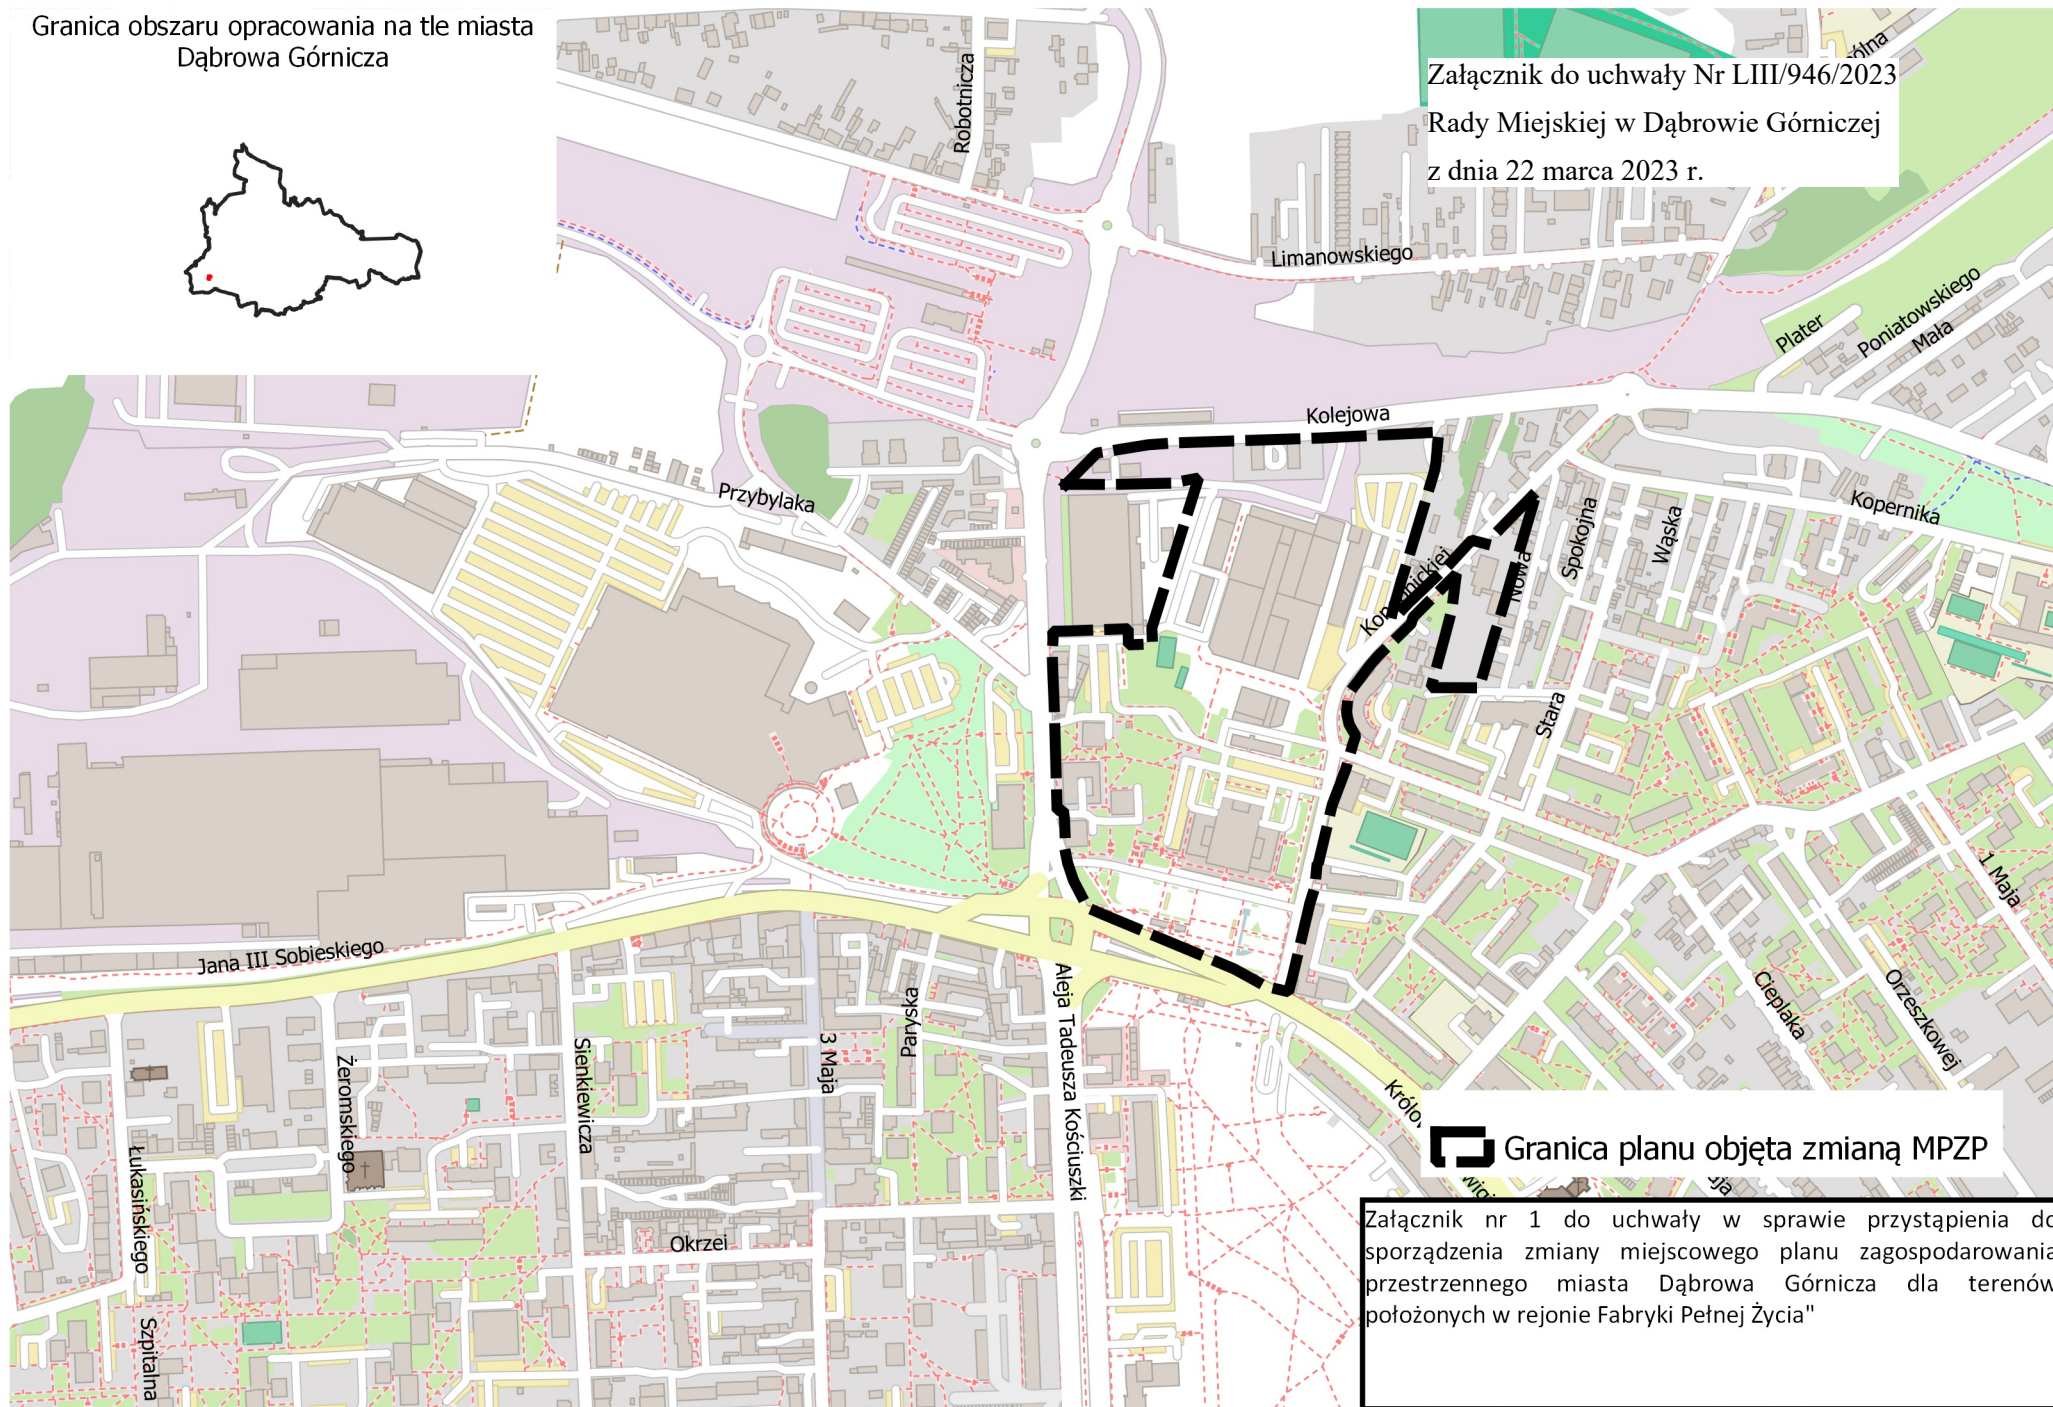 Granica obszaru opracowania na tle miasta
Dąbrowa Górnicza
Załącznik do uchwały Nr LIII/946/2023
Rady Miejskiej w Dąbrowie Górniczej
z dnia 22 marca 2023 r.
Robotnicza
Limanowskiego
Plater
Poniatowskiego
Mała
Kolejowa
Przybylaka
Kopernika
Spokojna
Wąska
Nowa
Stara
1 Maja
Jana III Sobieskiego
Cieplaka
Orzeszkowej
Aleja Tadeusza Kościuszki
Paryska
3 Maja
Sienkiewicza
Żeromskiego
Łukasińskiego
Okrzei
Szpitalna
Granica planu objęta zmianą MPZP
Załącznik nr 1 do uchwały w sprawie przystąpienia do
sporządzenia zmiany miejscowego planu zagospodarowania
przestrzennego miasta Dąbrowa Górnicza dla terenów
położonych w rejonie Fabryki Pełnej Życia"